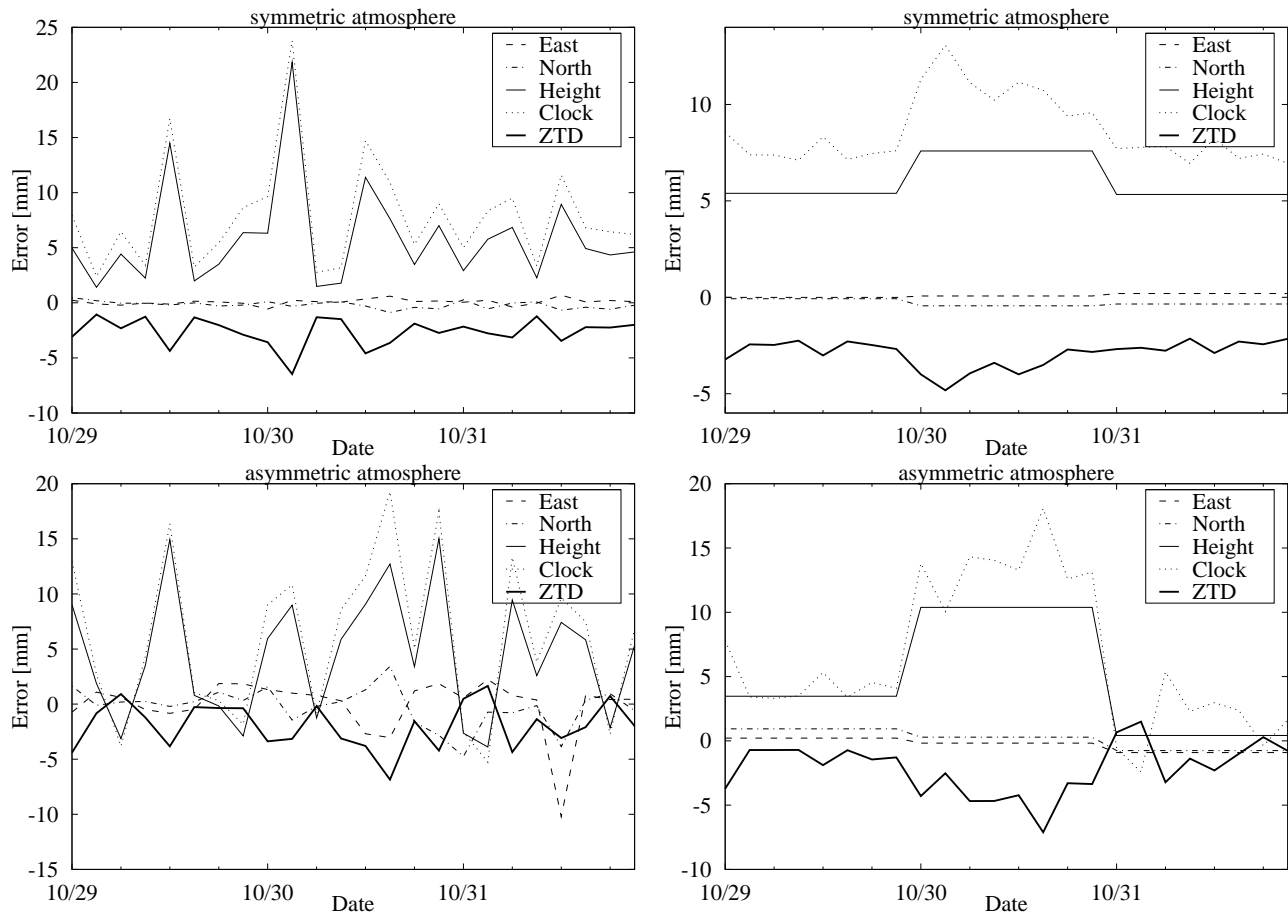 symmetric atmosphere
25
20
15
10
5
0
-5
-10
Error [mm]
East
North
Height
Clock
ZTD
10/29
10/30
10/31
Date
symmetric atmosphere
10
5
0
-5
Error [mm]
East
North
Height
Clock
ZTD
10/29
10/30
10/31
Date
asymmetric atmosphere
20
15
10
5
0
-5
-10
-15
Error [mm]
East
North
Height
Clock
ZTD
10/29
10/30
10/31
Date
asymmetric atmosphere
20
15
10
5
0
-5
-10
Error [mm]
East
North
Height
Clock
ZTD
10/29
10/30
10/31
Date